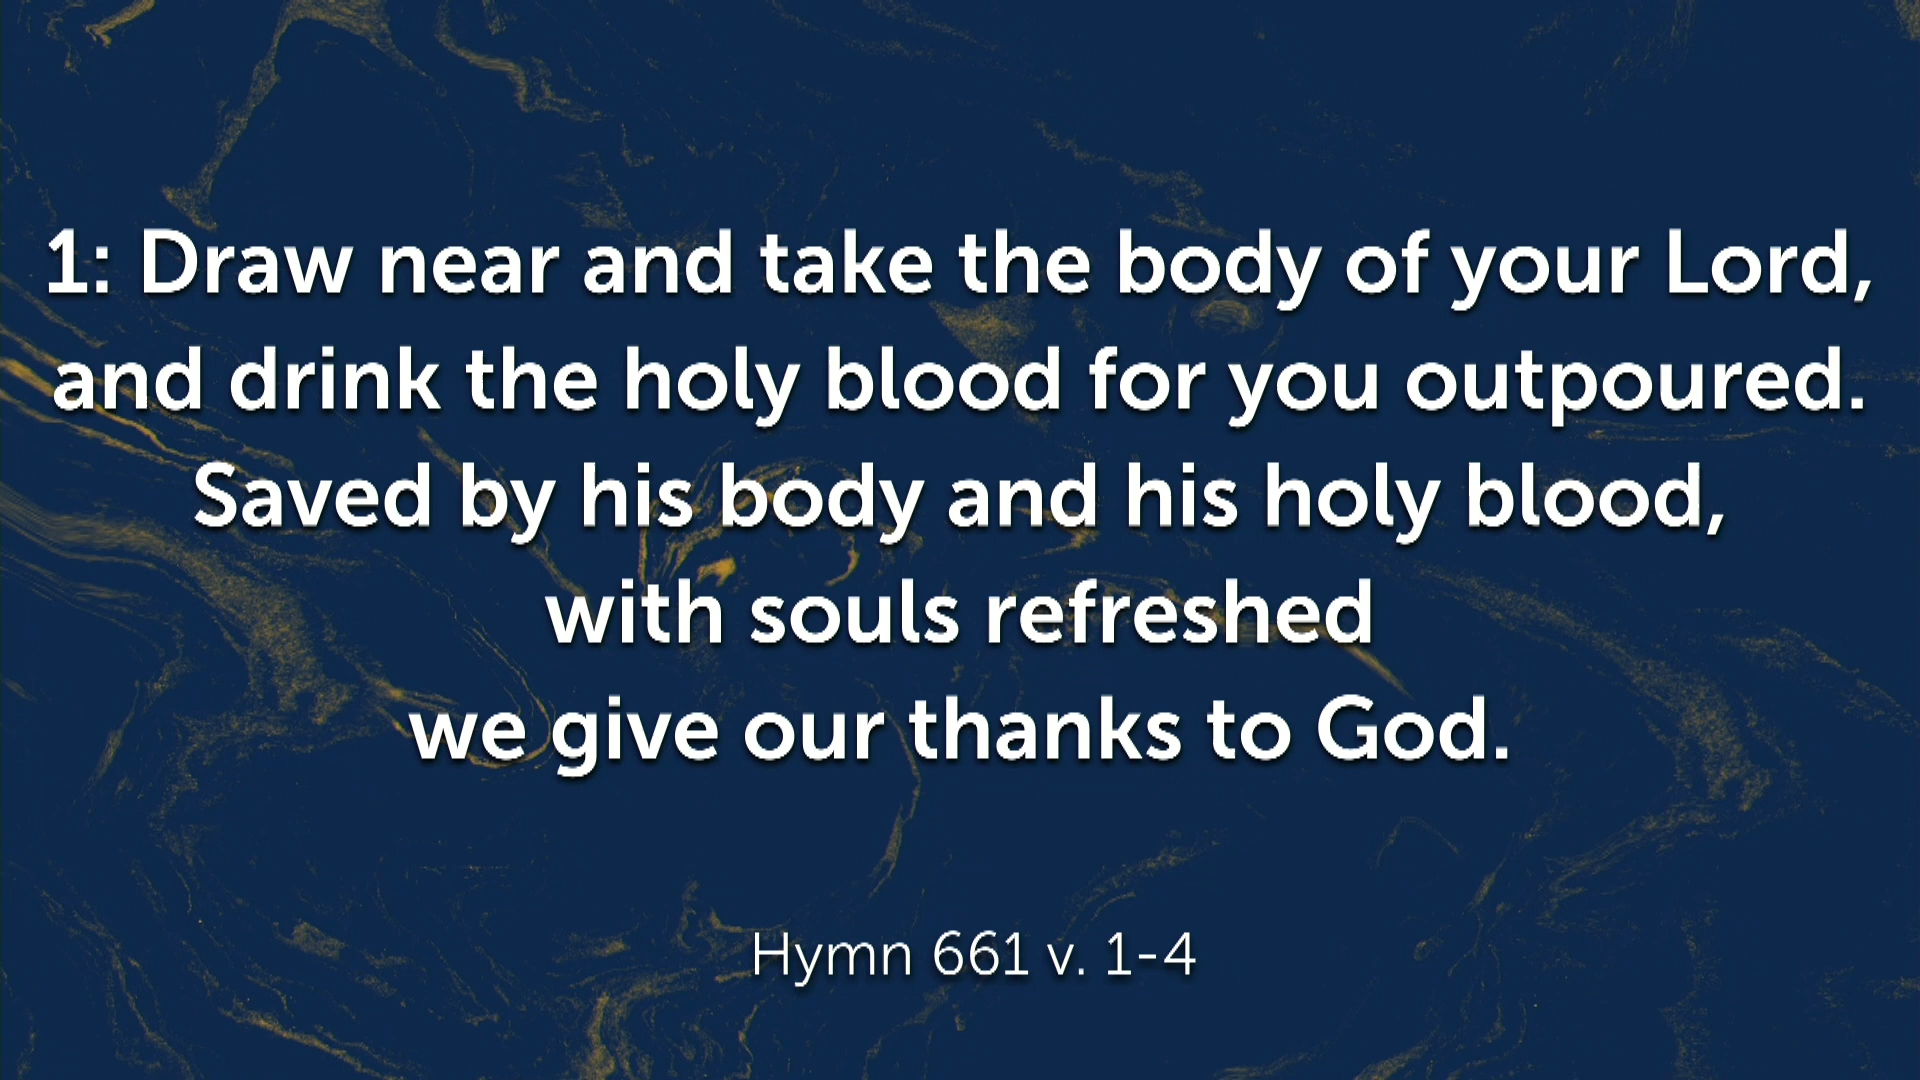 1: Draw near and take the body of your Lord,
and drink the holy blood for you outpoured.
Saved by his body and his holy blood,
with souls refreshed
we give our thanks to God.
Hymn 661 v. 1-4